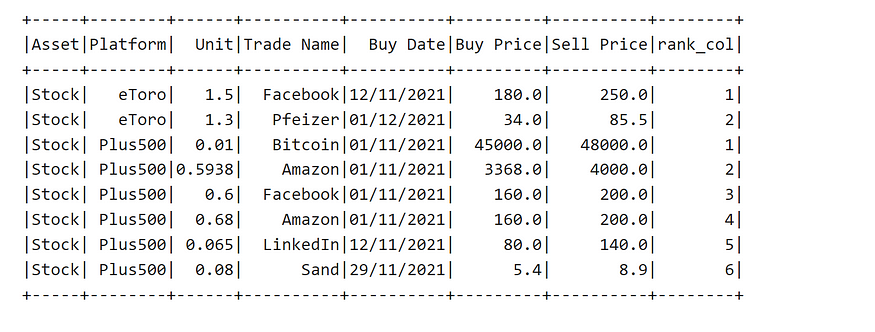 +-----+--------+------+----------+----------+---------+----------+--------+
|Asset|Platform|  Unit|Trade Name|  Buy Date|Buy Price|Sell Price|rank_col|
+-----+--------+------+----------+----------+---------+----------+--------+
|Stock|   eToro|   1.5|  Facebook|12/11/2021|    180.0|     250.0|       1|
|Stock|   eToro|   1.3|   Pfeizer|01/12/2021|     34.0|      85.5|       2|
|Stock| Plus500|  0.01|   Bitcoin|01/11/2021|  45000.0|   48000.0|       1|
|Stock| Plus500|0.5938|    Amazon|01/11/2021|   3368.0|    4000.0|       2|
|Stock| Plus500|   0.6|  Facebook|01/11/2021|    160.0|     200.0|       3|
|Stock| Plus500|  0.68|    Amazon|01/11/2021|    160.0|     200.0|       4|
|Stock| Plus500| 0.065|  LinkedIn|12/11/2021|     80.0|     140.0|       5|
|Stock| Plus500|  0.08|      Sand|29/11/2021|      5.4|       8.9|       6|
+-----+--------+------+----------+----------+---------+----------+--------+